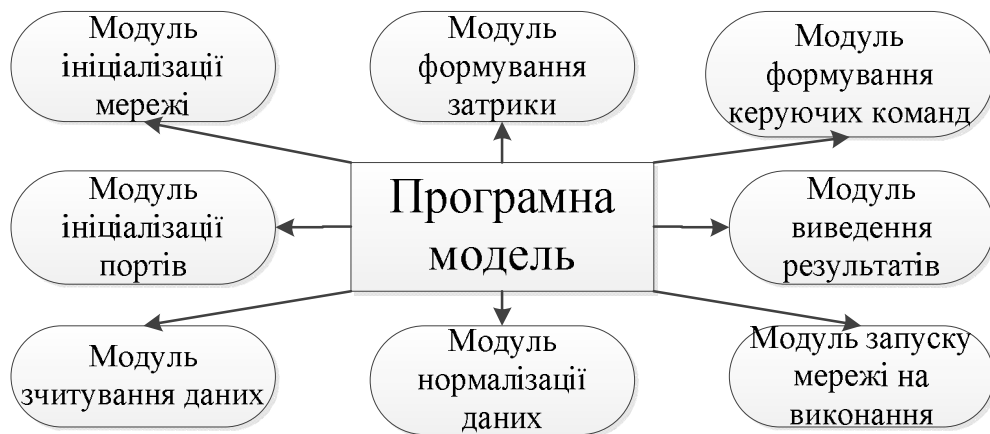 Модуль
ініціалізації
мережі
Модуль
формування
затрики
Модуль
формування
керуючих команд
Модуль
ініціалізації
портів
Програмна
модель
Модуль
виведення
результатів
Модуль
зчитування даних
Модуль
нормалізації
даних
Модуль запуску
мережі на
виконання